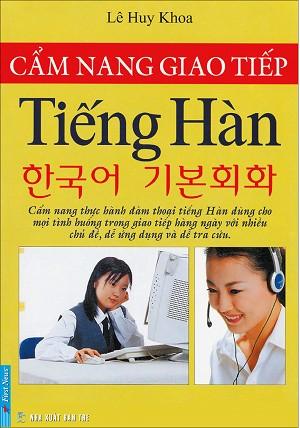 Lê Huy Khoa
CẨM NANG GIAO TIẾP
Tiếng Hàn
한국어 기본회화
Cẩm nang thực hành đàm thoại tiếng Hàn dùng cho
mọi tình huống trong giao tiếp hàng ngày với nhiều
chủ đề, dễ ứng dụng và dễ tra cứu.
First News
NHÀ XUẤT BẢN TRẺ